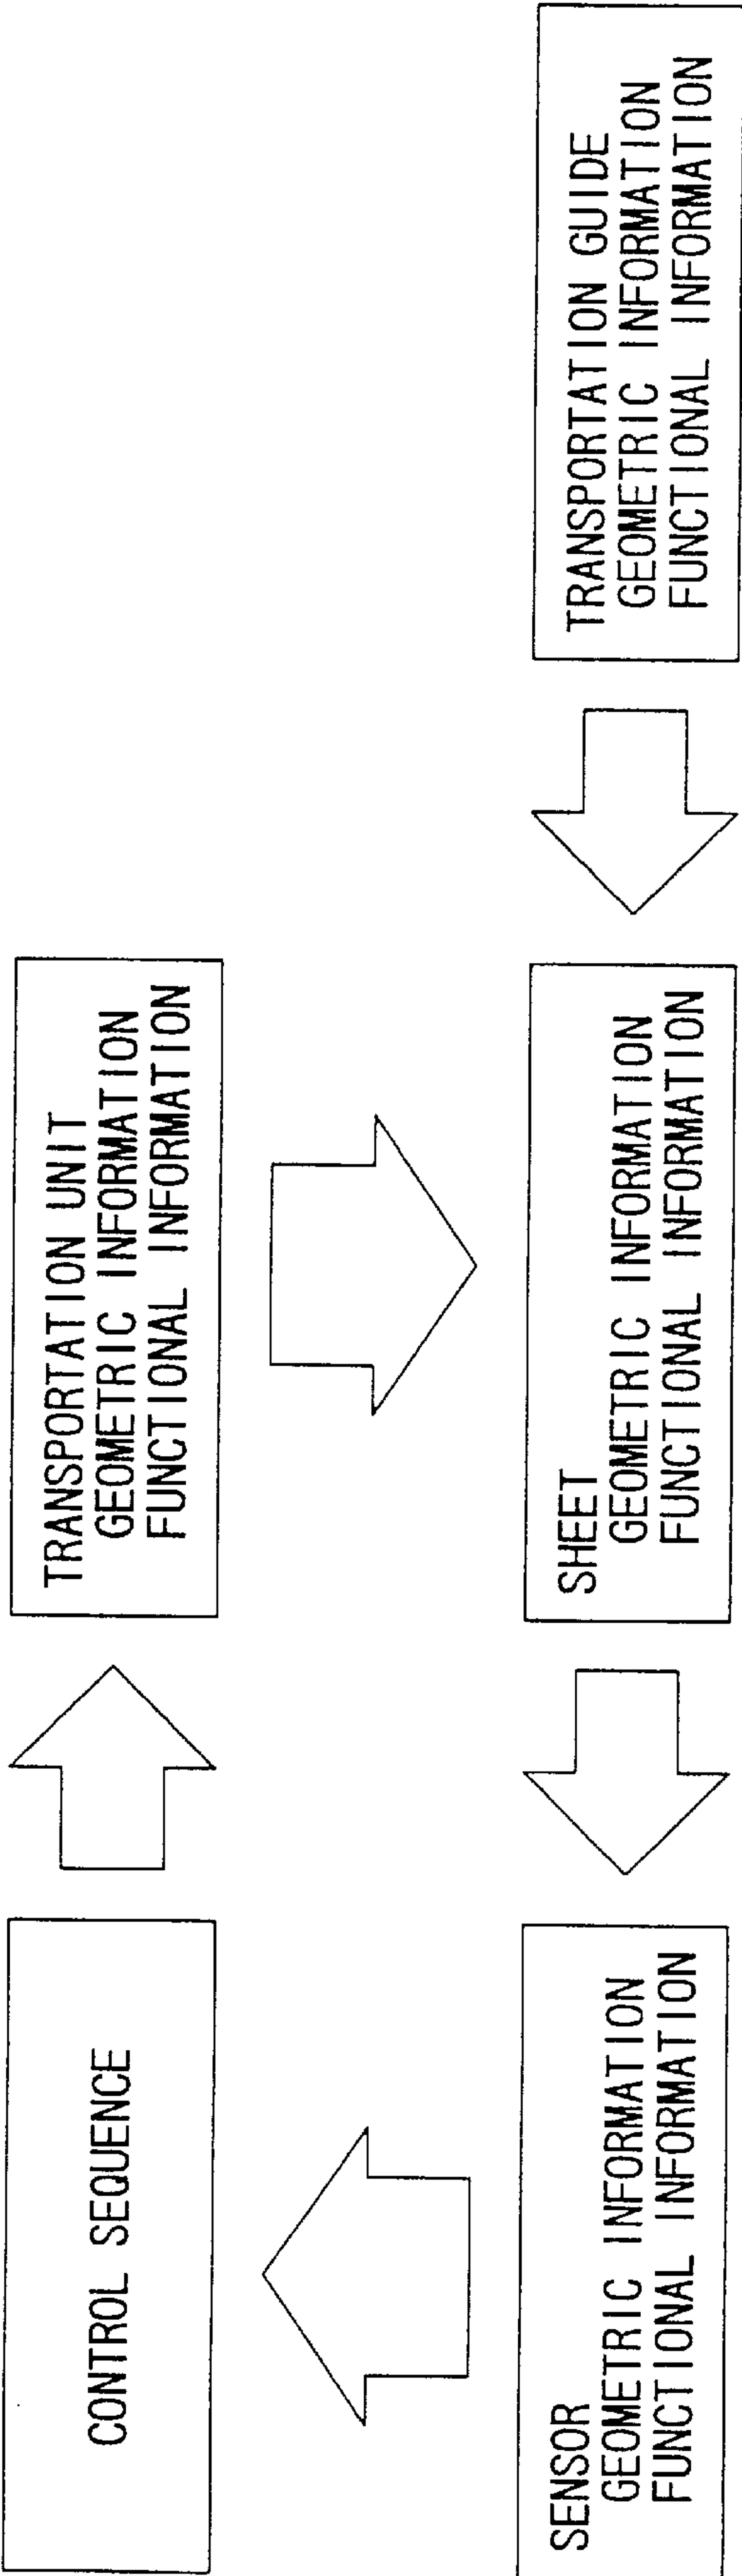 CONTROL SEQUENCE
TRANSPORTATION UNIT
GEOMETRIC INFORMATION
FUNCTIONAL INFORMATION
SENSOR
GEOMETRIC INFORMATION
FUNCTIONAL INFORMATION
SHEET
GEOMETRIC INFORMATION
FUNCTIONAL INFORMATION
TRANSPORTATION GUIDE
GEOMETRIC INFORMATION
FUNCTIONAL INFORMATION